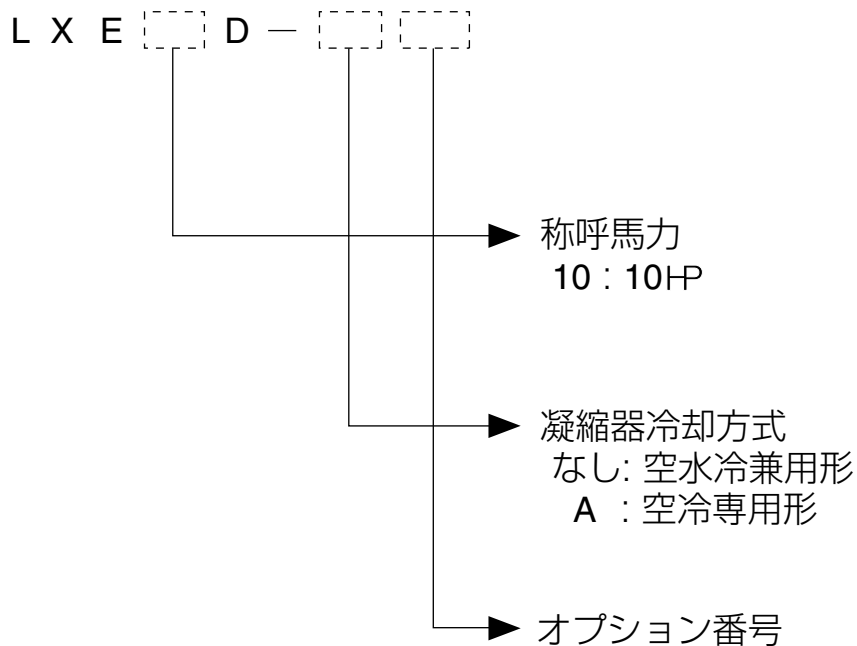 L X E D —
称呼馬力
10 : 10HP
凝縮器冷却方式
なし: 空水冷兼用形
A : 空冷専用形
オプション番号